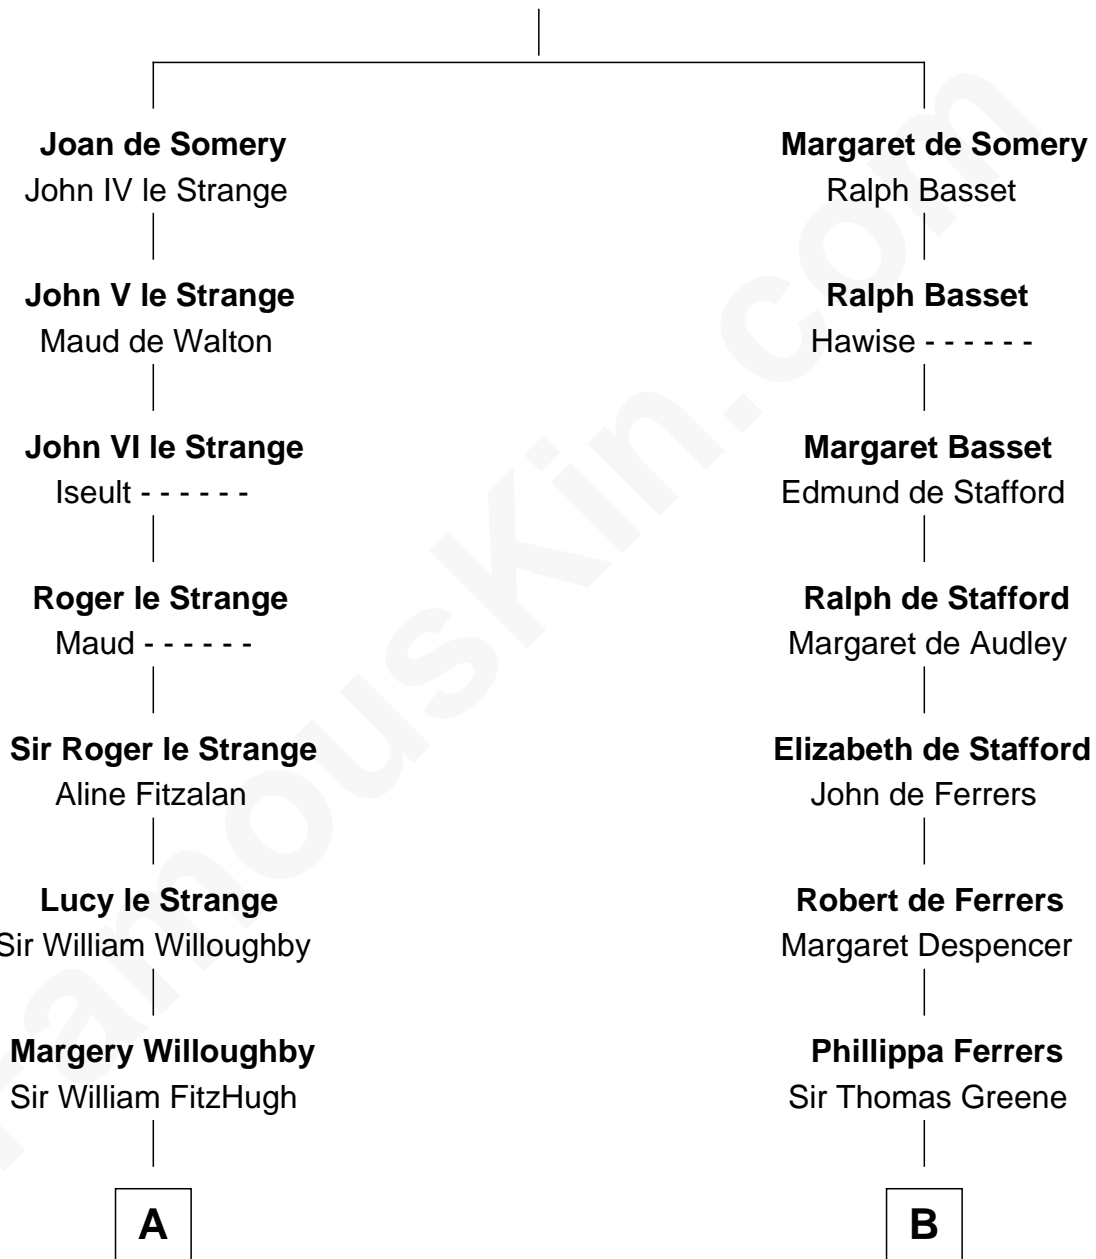 Joan de Somery
John IV le Strange
John V le Strange
Maud de Walton
John VI le Strange
Iseult - - - - - -
Roger le Strange
Maud - - - - - -
Sir Roger le Strange
Aline Fitzalan
Lucy le Strange
Sir William Willoughby
Margery Willoughby
Sir William FitzHugh
A
Margaret de Somery
Ralph Basset
Ralph Basset
Hawise - - - - - -
Margaret Basset
Edmund de Stafford
Ralph de Stafford
Margaret de Audley
Elizabeth de Stafford
John de Ferrers
Robert de Ferrers
Margaret Despencer
Phillippa Ferrers
Sir Thomas Greene
B
FamousKin.com